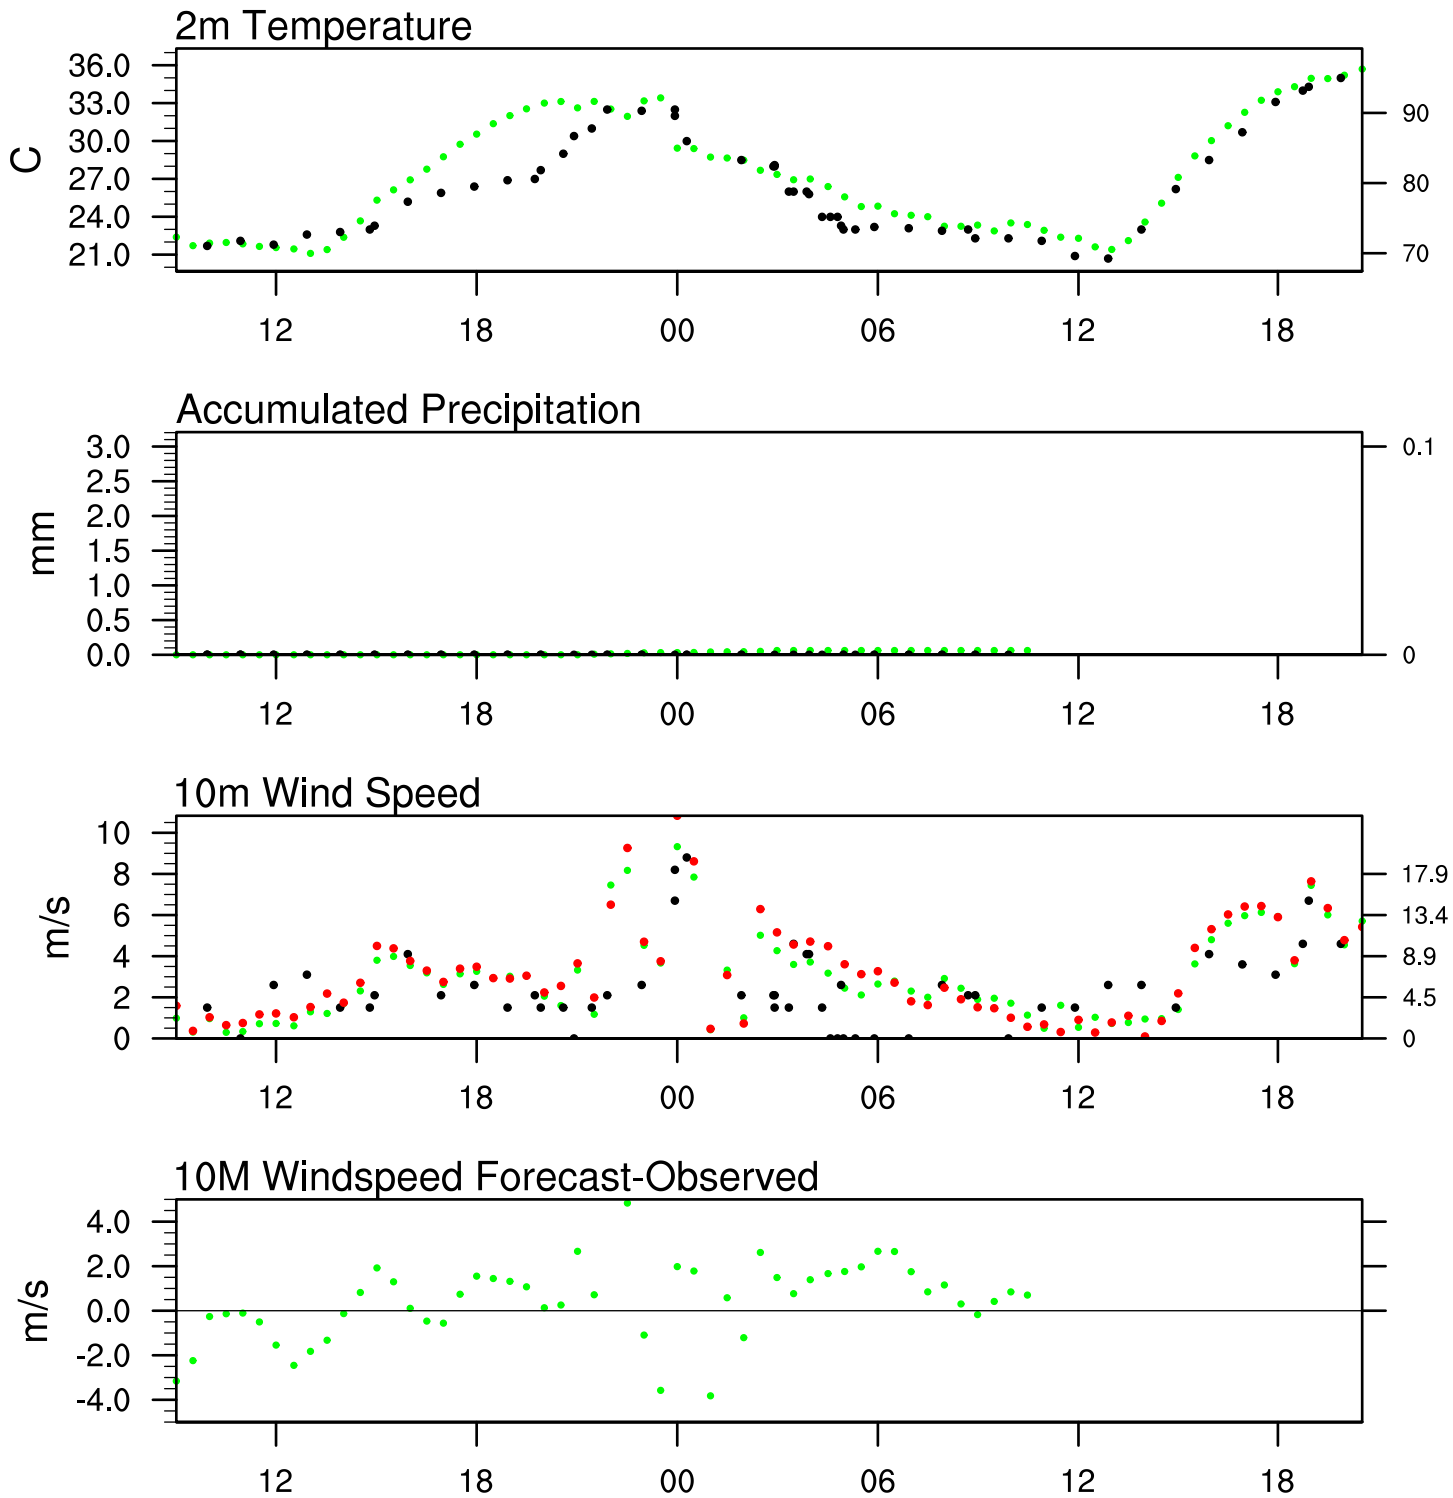 2m Temperature
36.0
33.0
30.0
27.0
24.0
21.0
C
90
80
70
12 18 00 06 12 18
Accumulated Precipitation
3.0
2.5
2.0
1.5
1.0
0.5
0.0
mm
0.1
0
12 18 00 06 12 18
10m Wind Speed
10
8
6
4
2
0
m/s
17.9
13.4
8.9
4.5
0
12 18 00 06 12 18
10M Windspeed Forecast-Observed
4.0
2.0
0.0
-2.0
-4.0
m/s
12 18 00 06 12 18